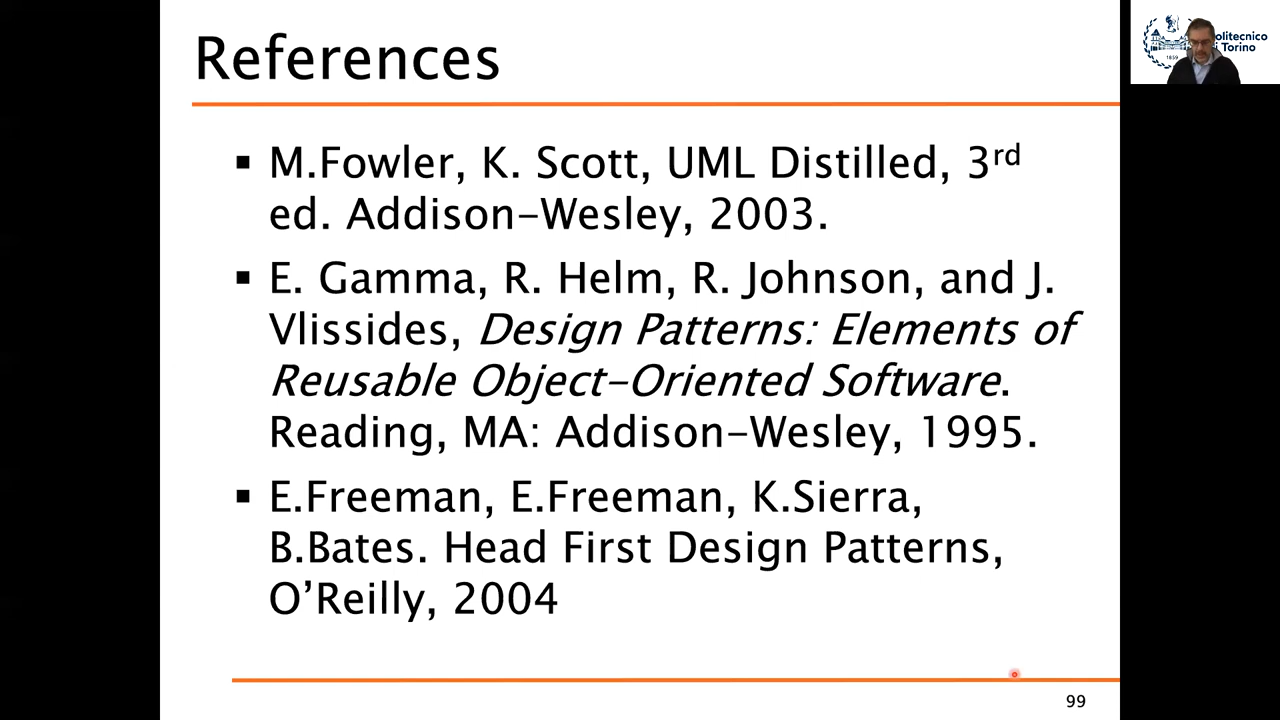 References
▪ M.Fowler, K. Scott, UML Distilled, 3rd
ed. Addison-Wesley, 2003.
▪ E. Gamma, R. Helm, R. Johnson, and J.
Vlissides, Design Patterns: Elements of
Reusable Object-Oriented Software.
Reading, MA: Addison-Wesley, 1995.
▪ E.Freeman, E.Freeman, K.Sierra,
B.Bates. Head First Design Patterns,
O’Reilly, 2004
99
olitecnico
i Torino
1859